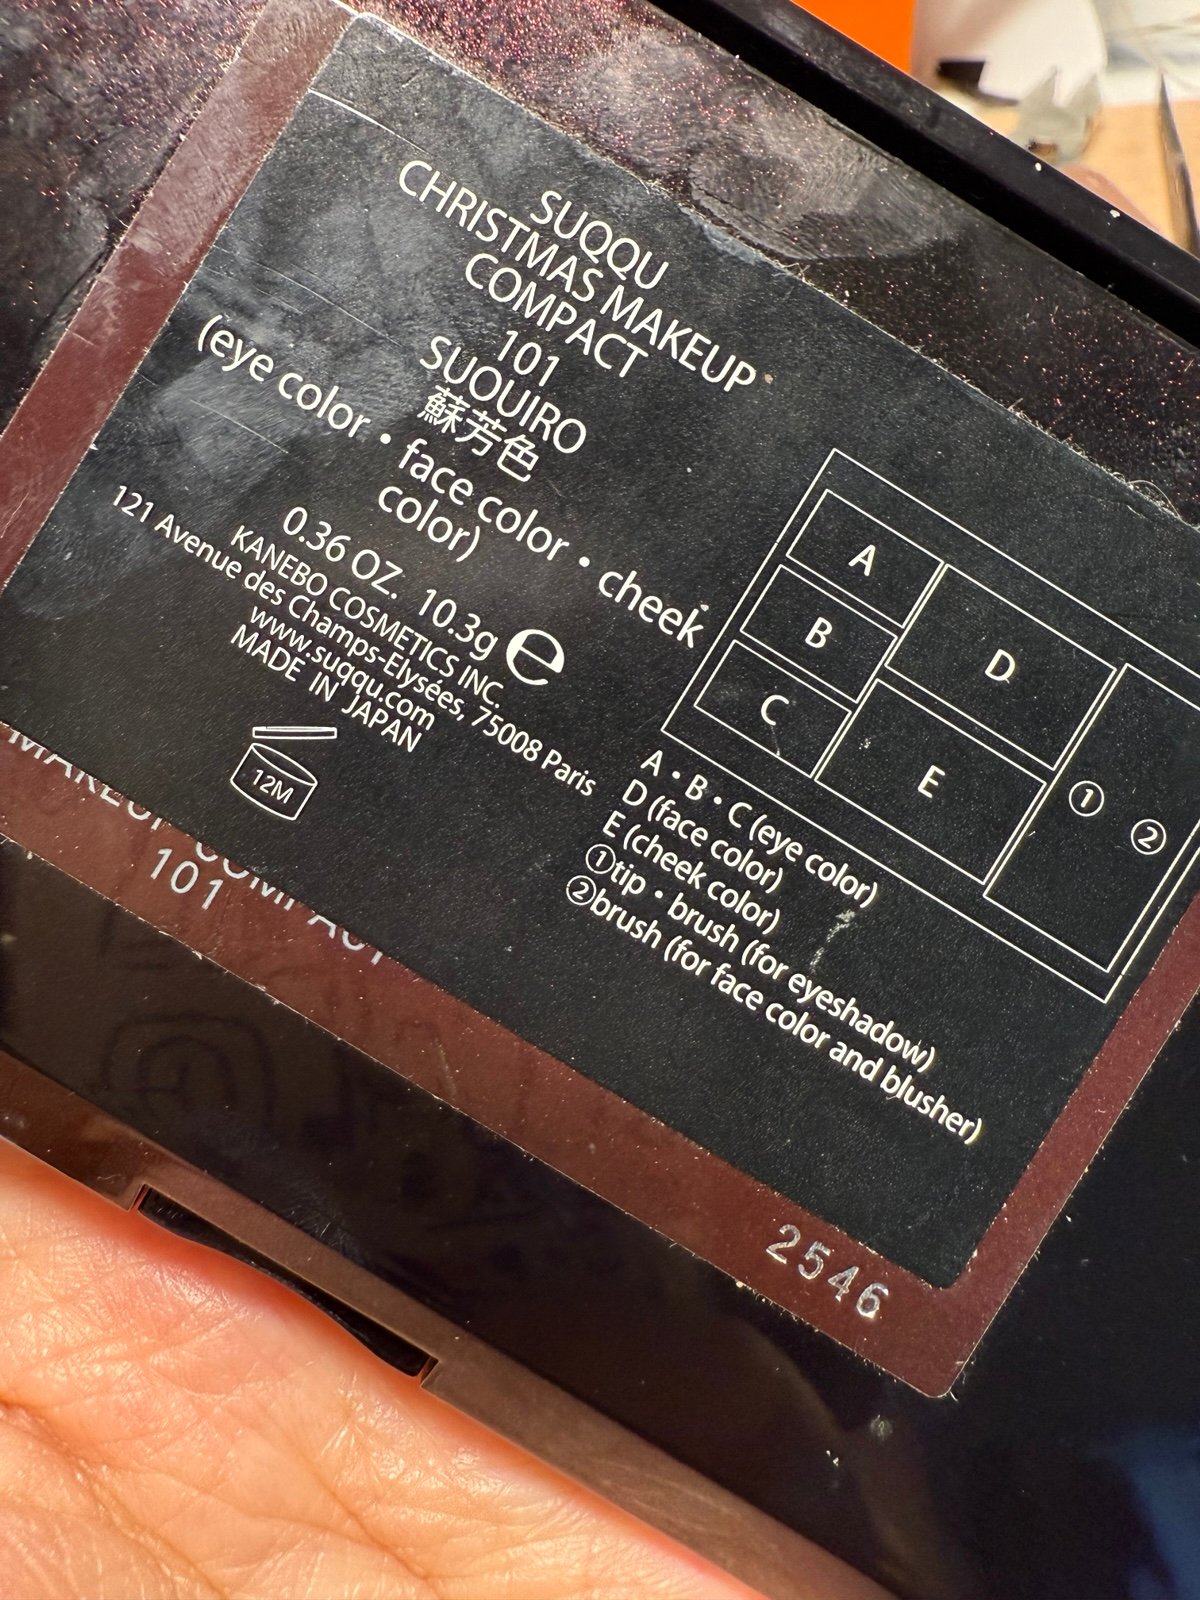 SUQQU
CHRISTMAS MAKEUP
COMPACT
101
SUOUIRO
蘇芳色
(eye color・face color・cheek
color)
0.36 OZ. 10.3g ℮
KANEBO COSMETICS INC.
121 Avenue des Champs-Elysées, 75008 Paris
www.suqqu.com
MADE IN JAPAN
12M
A
B
C
D
E
①
②
A・B・C (eye color)
D (face color)
E (cheek color)
①tip・brush (for eyeshadow)
②brush (for face color and blusher)
MAKEUP COMPACT
101
2546